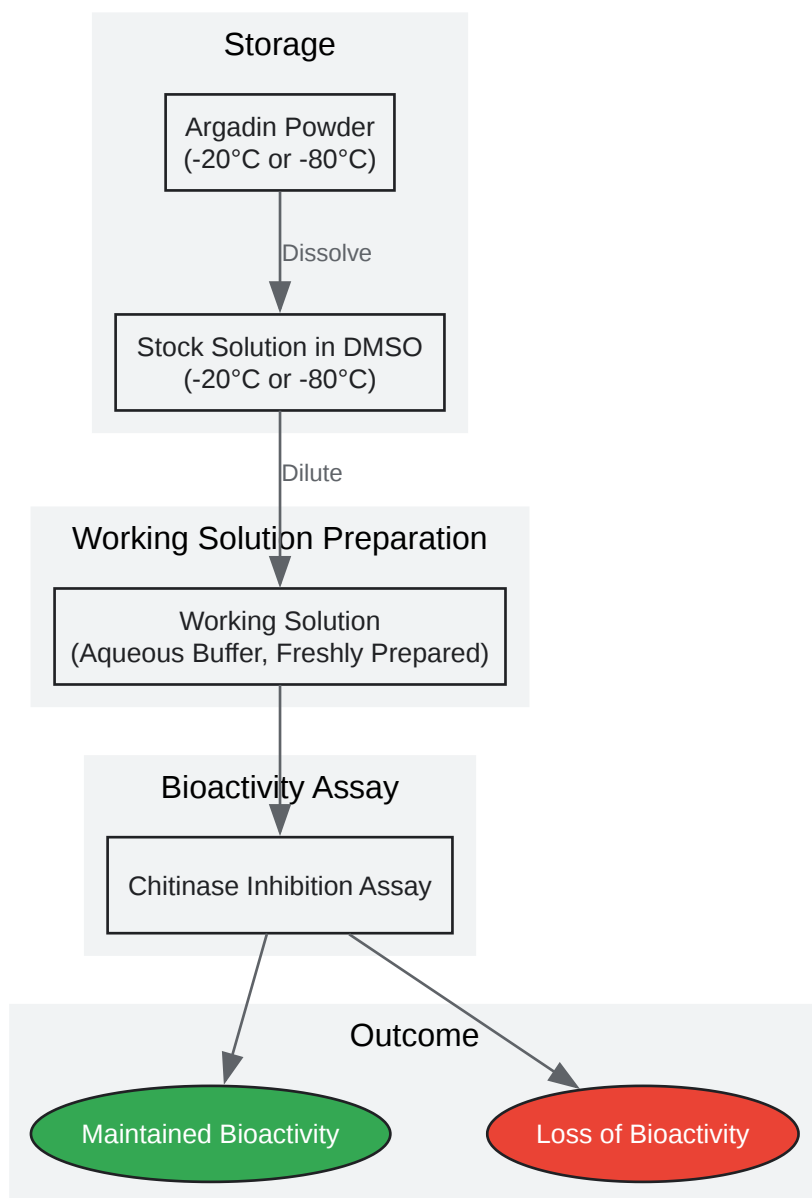 Storage
Argadin Powder
(-20°C or -80°C)
Dissolve
Stock Solution in DMSO
(-20°C or -80°C)
Dilute
Working Solution Preparation
Working Solution
(Aqueous Buffer, Freshly Prepared)
Bioactivity Assay
Chitinase Inhibition Assay
Outcome
Maintained Bioactivity
Loss of Bioactivity